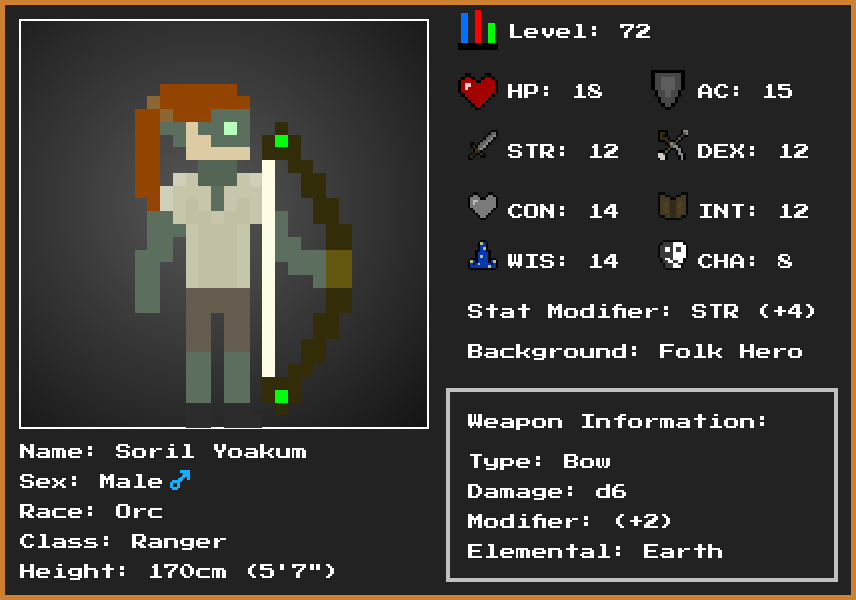 Level: 72
HP: 18
AC: 15
STR: 12
DEX: 12
CON: 14
INT: 12
WIS: 14
CHA: 8
Stat Modifier: STR (+4)
Background: Folk Hero
Weapon Information:
Type: Bow
Damage: d6
Modifier: (+2)
Elemental: Earth
Name: Soril Yoakum
Sex: Male ♂
Race: Orc
Class: Ranger
Height: 170cm (5'7")